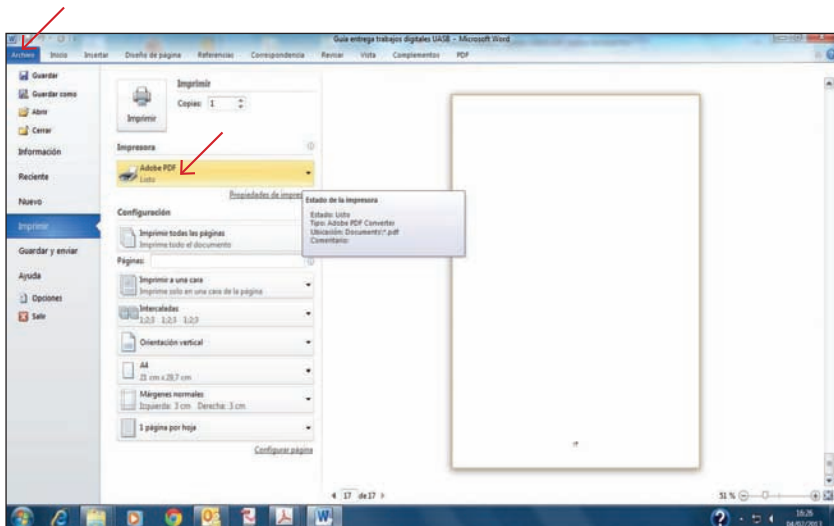 Guía entrega trabajos digitales UASB - Microsoft Word
Archivo Inicio Insertar Diseño de página Referencias Correspondencia Revisar Vista Complementos PDF
Guardar
Guardar como
Abrir
Cerrar
Información
Reciente
Nuevo
Imprimir
Guardar y enviar
Ayuda
Opciones
Salir
Imprimir
Copias: 1
Imprimir
Impresora
Adobe PDF
Listo
Propiedades de impres
Estado de la impresora
Estado: Listo
Tipo: Adobe PDF Converter
Ubicación: Documents\*.pdf
Comentario:
Configuración
Imprimir todas las páginas
Imprime todo el documento
Páginas:
Imprimir a una cara
Imprime solo en una cara de la página
Intercaladas
1;2;3 1;2;3 1;2;3
Orientación vertical
A4
21 cm x 29,7 cm
Márgenes normales
Izquierda: 3 cm Derecha: 3 cm
1 página por hoja
Configurar página
17 de 17
51 %
16:26